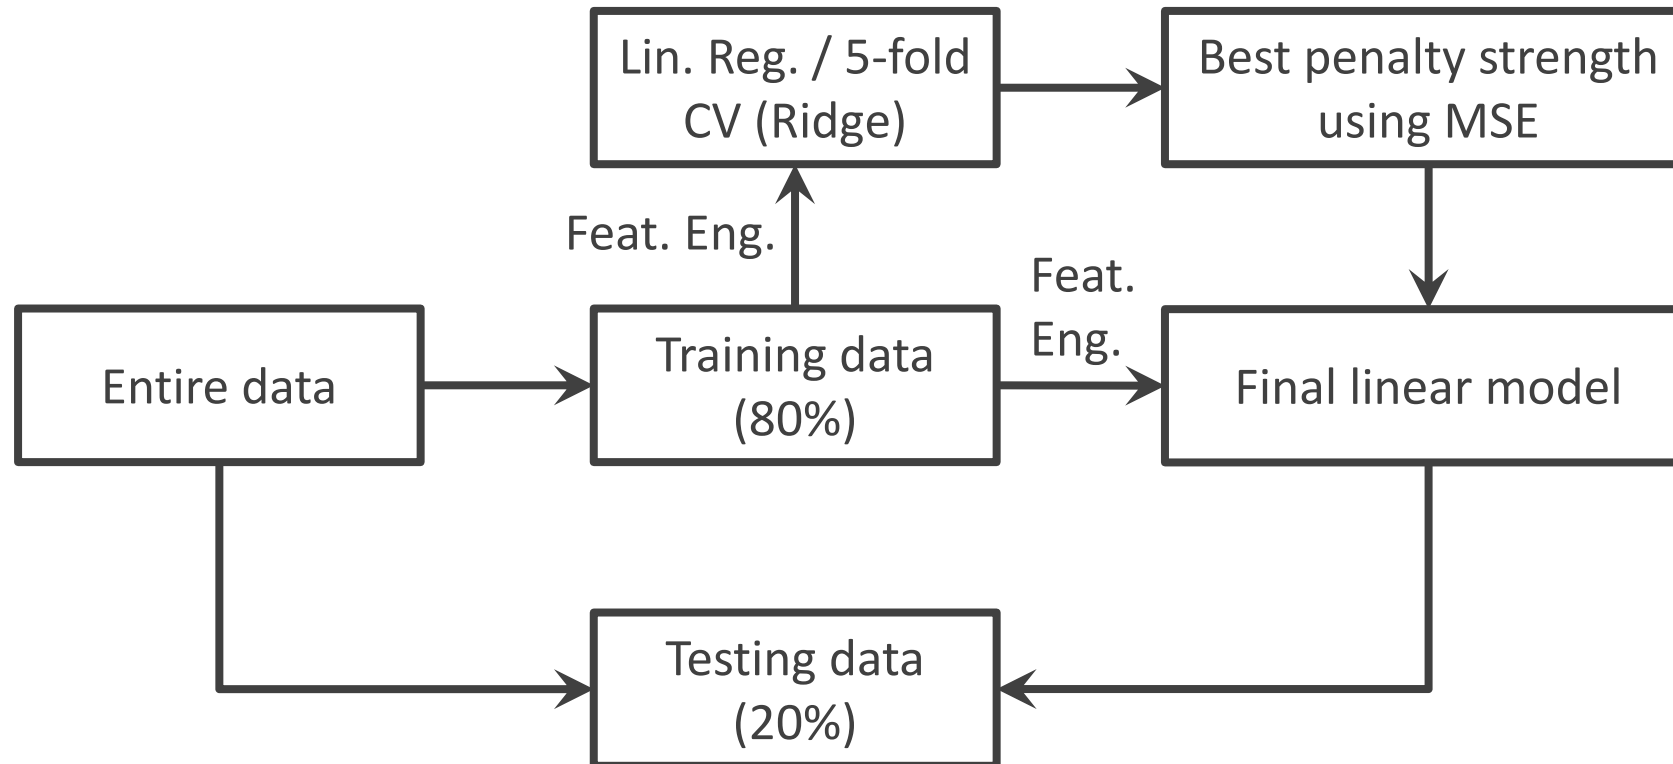 Lin. Reg. / 5-fold
CV (Ridge)
Best penalty strength
using MSE
Feat. Eng.
Feat.
Eng.
Entire data
Training data
(80%)
Final linear model
Testing data
(20%)